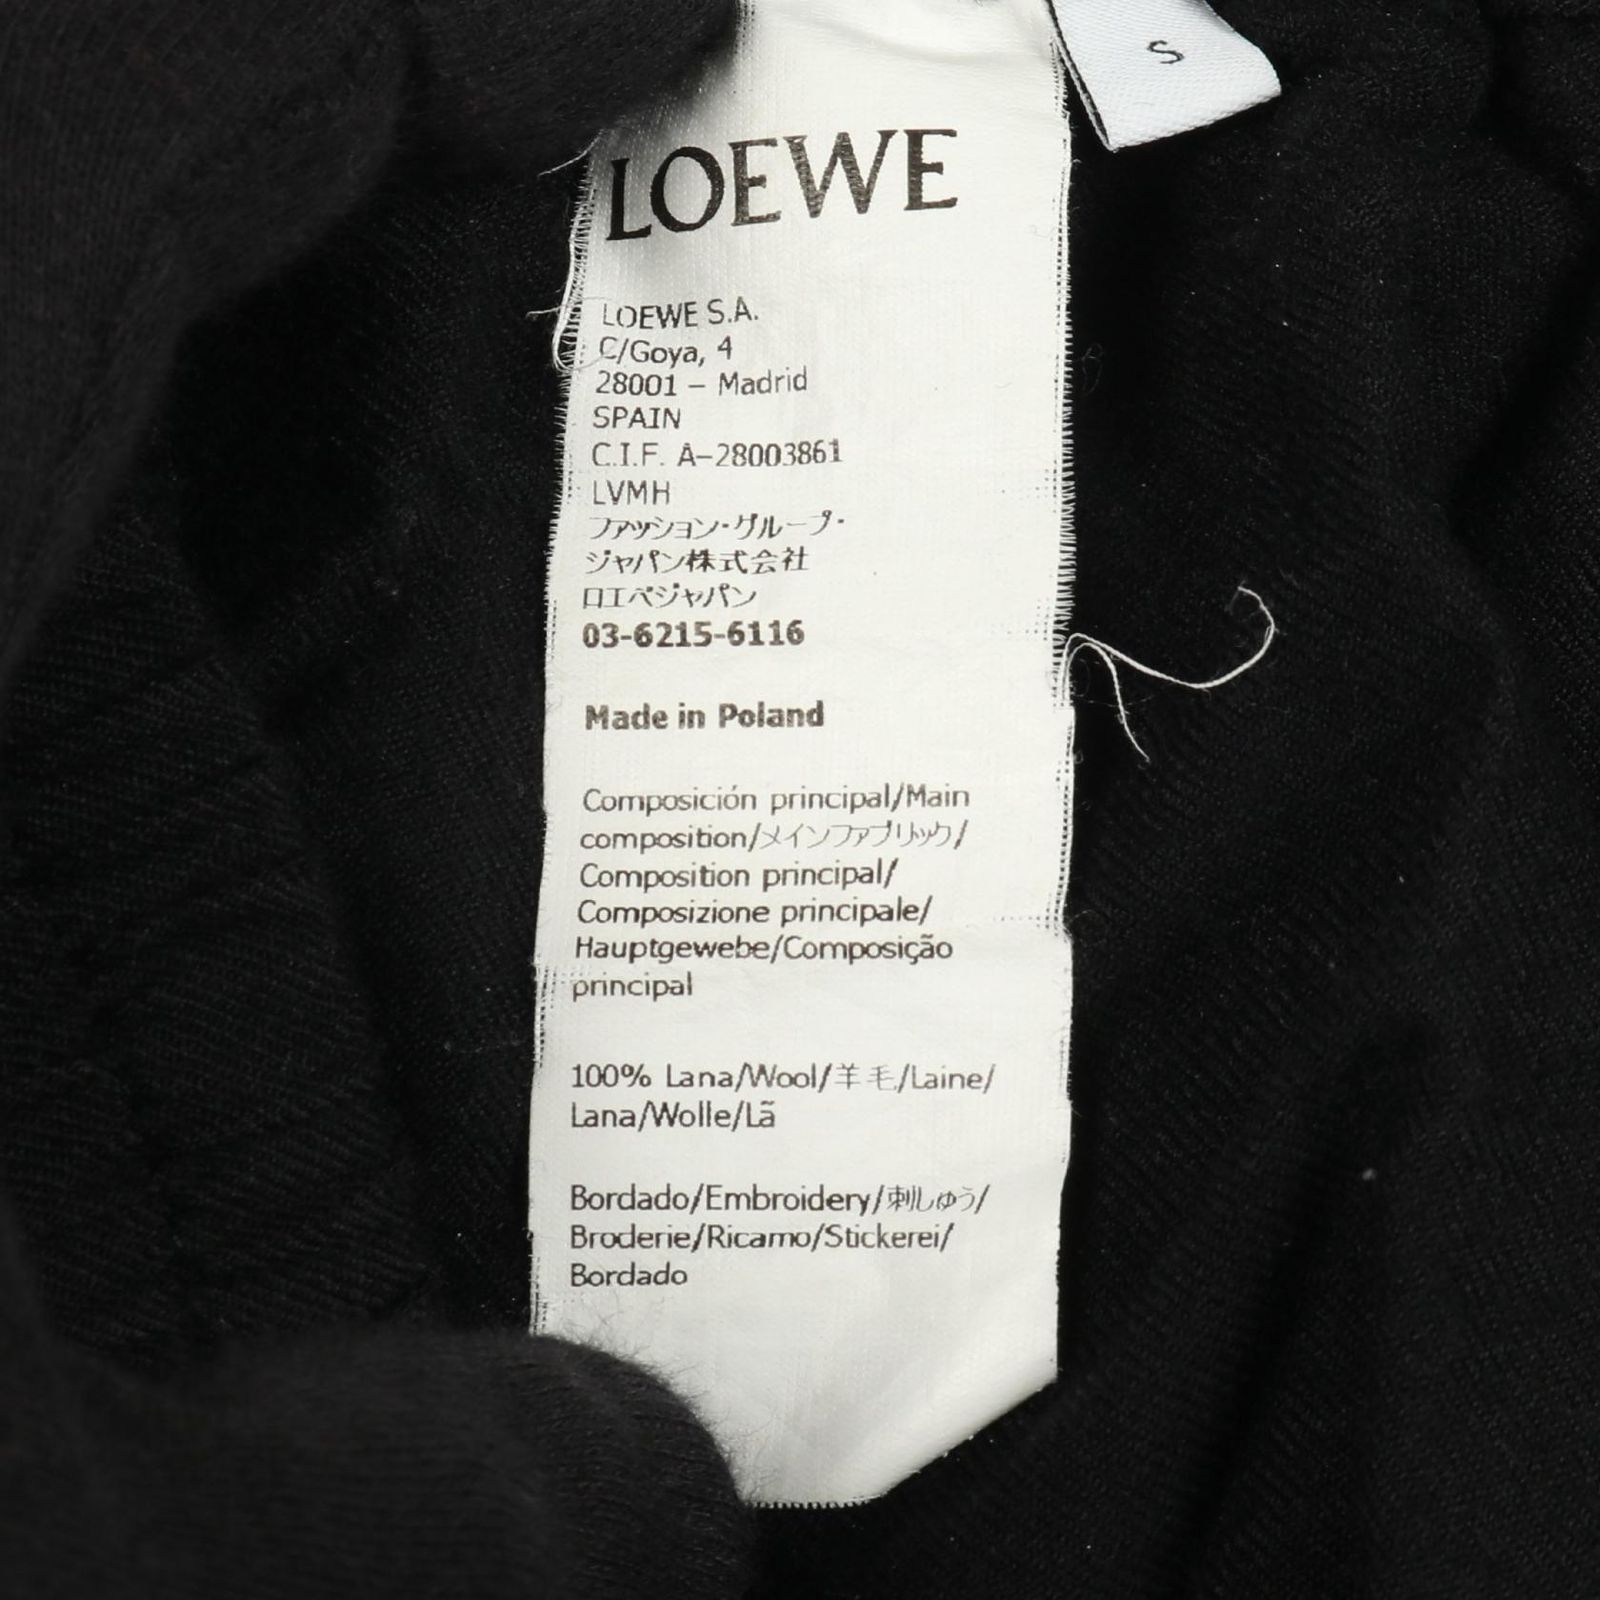 S
LOEWE
LOEWE S.A.
C/Goya, 4
28001 – Madrid
SPAIN
C.I.F. A–28003861
LVMH
ファッション・グループ・
ジャパン株式会社
ロエベジャパン
03-6215-6116
Made in Poland
Composición principal/Main
composition/メインファブリック/
Composition principal/
Composizione principale/
Hauptgewebe/Composição
principal
100% Lana/Wool/羊毛/Laine/
Lana/Wolle/Lã
Bordado/Embroidery/刺しゅう/
Broderie/Ricamo/Stickerei/
Bordado